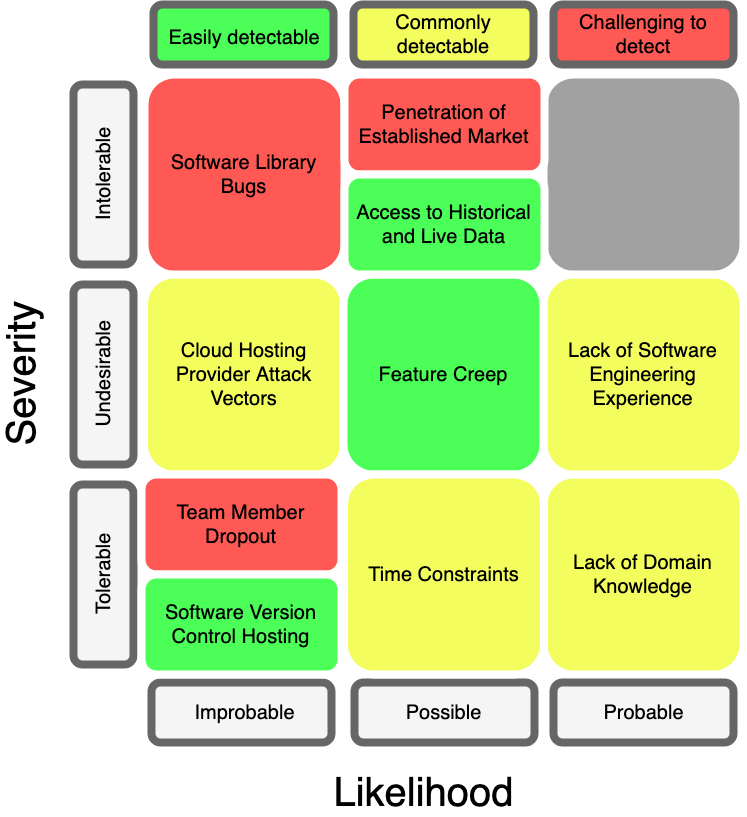 Easily detectable
Commonly
detectable
Challenging to
detect
Severity
Intolerable
Software Library
Bugs
Penetration of
Established Market
Access to Historical
and Live Data
Undesirable
Cloud Hosting
Provider Attack
Vectors
Feature Creep
Lack of Software
Engineering
Experience
Tolerable
Team Member
Dropout
Software Version
Control Hosting
Time Constraints
Lack of Domain
Knowledge
Improbable
Possible
Probable
Likelihood